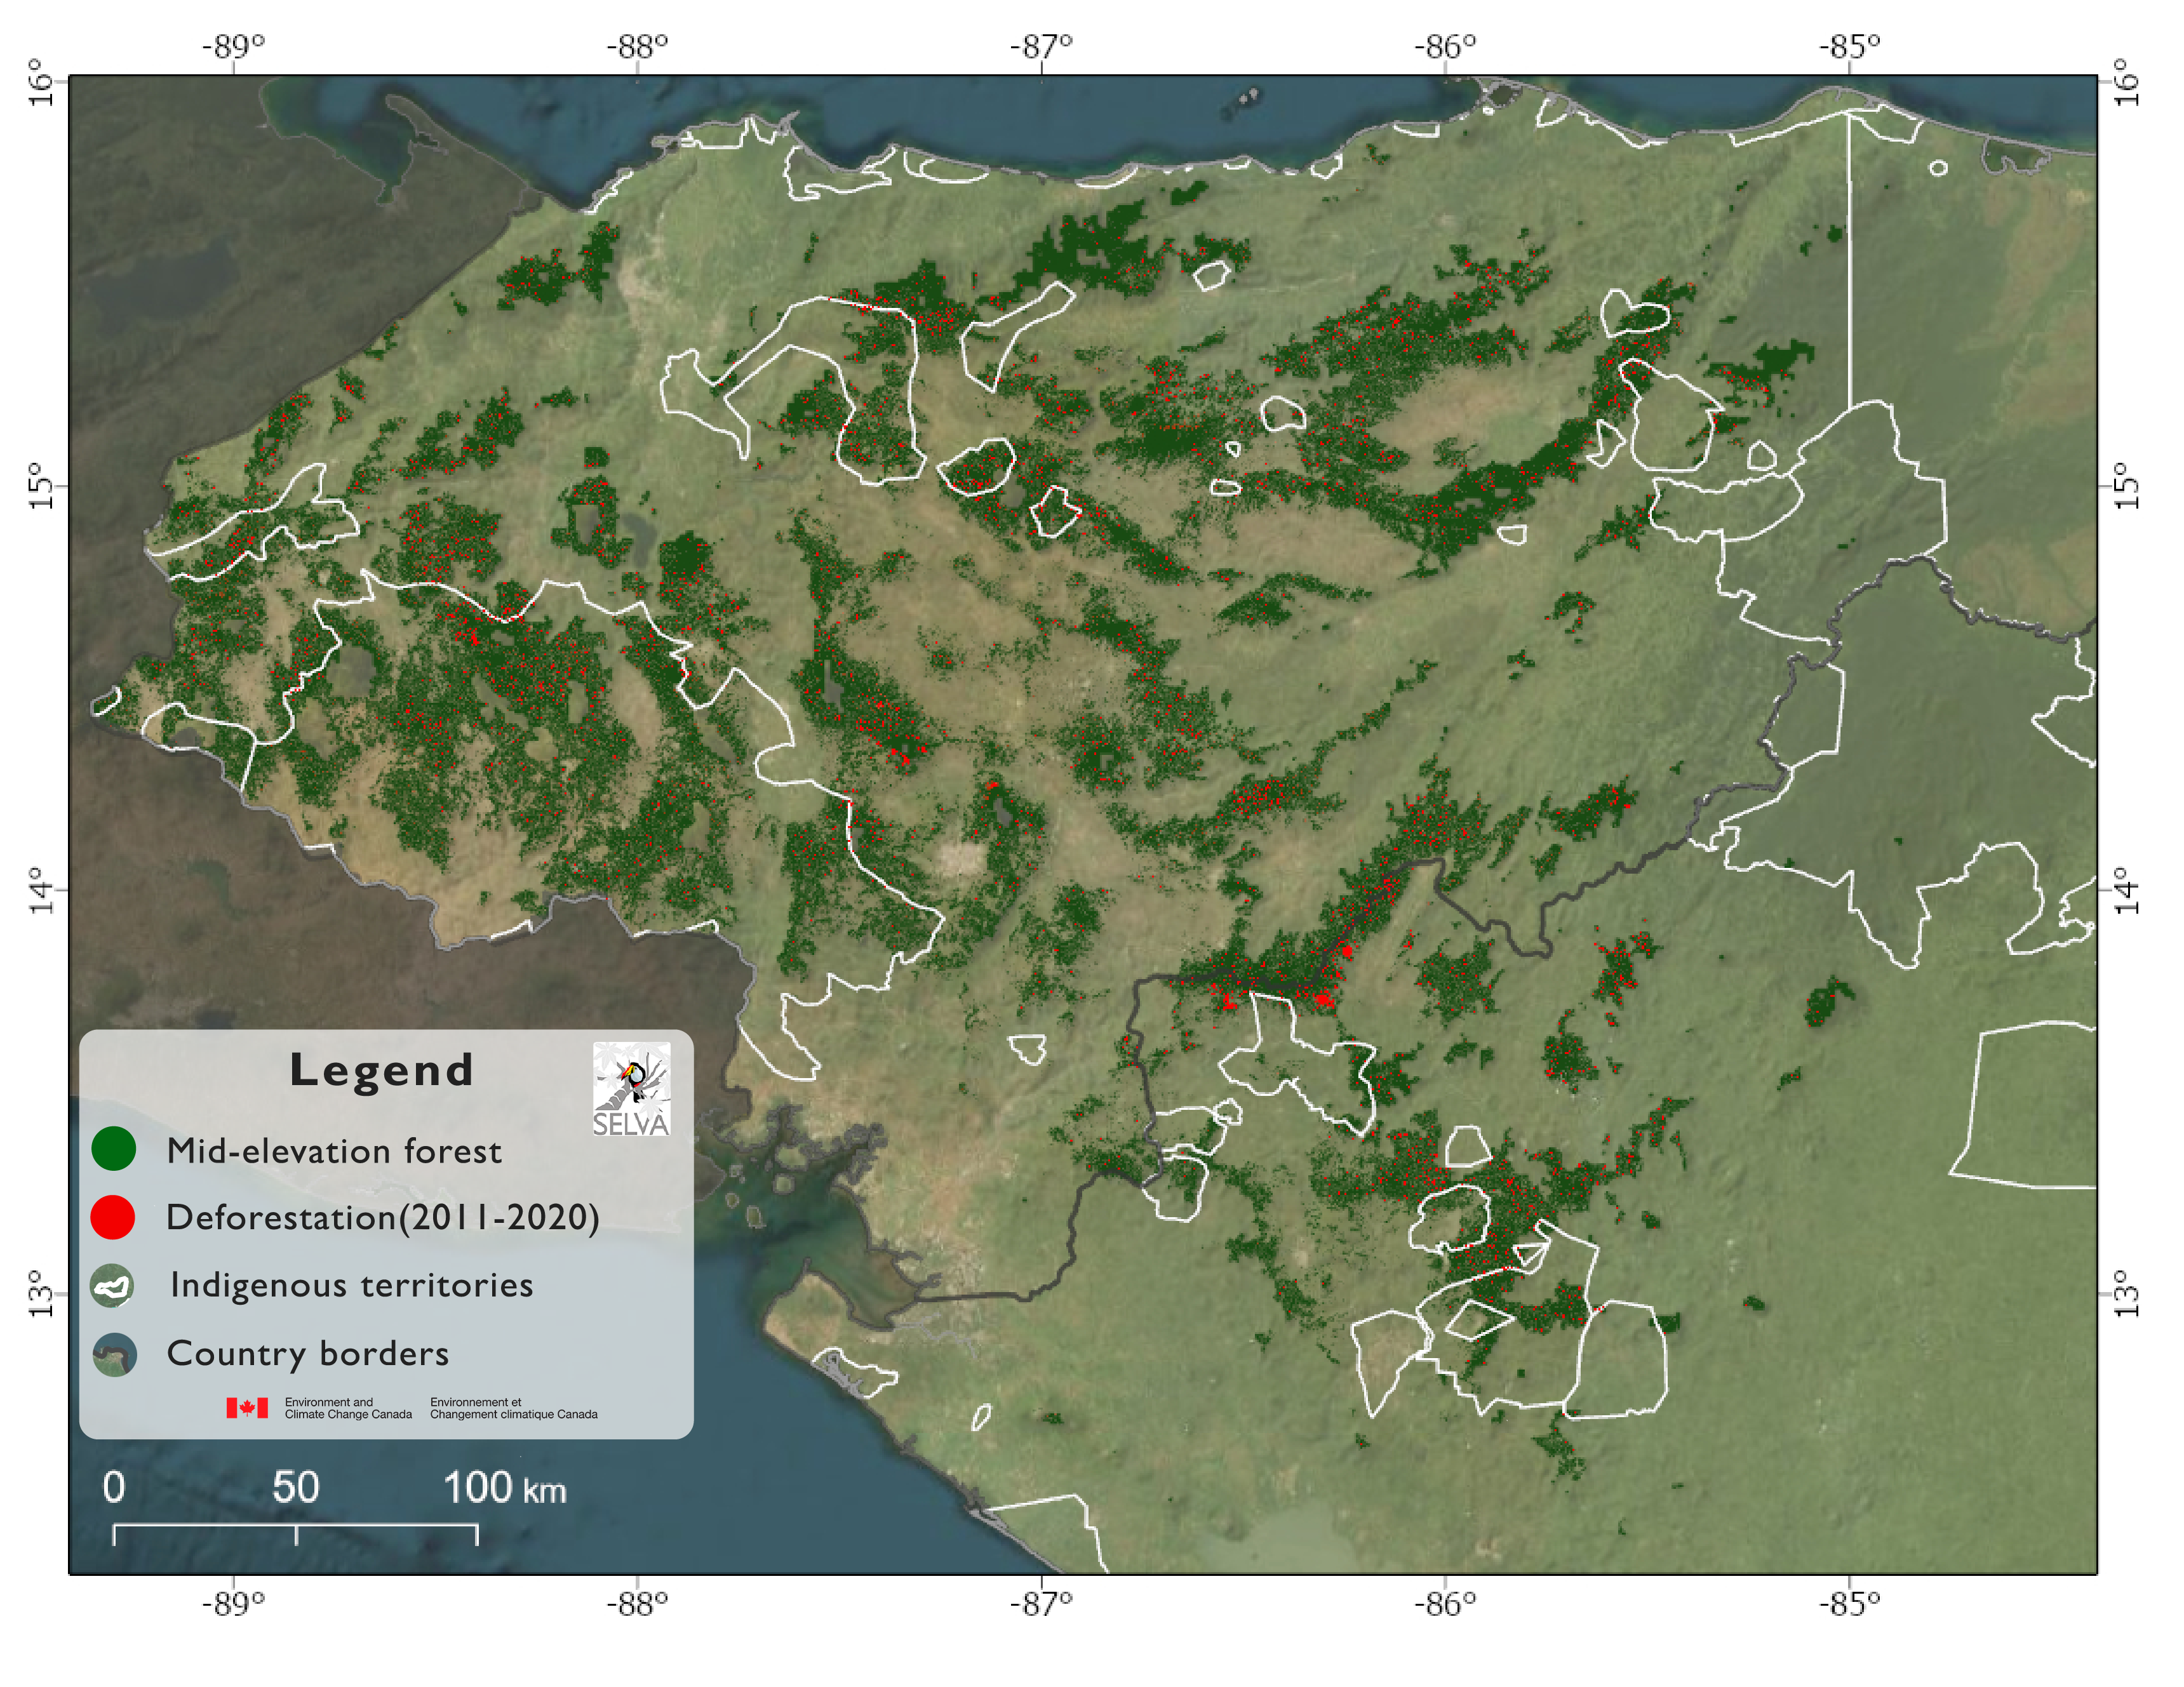 -89° -88° -87° -86° -85°
16° 16°
15° 15°
14° 14°
13° 13°
Legend
SELVA
Mid-elevation forest
Deforestation(2011-2020)
Indigenous territories
Country borders
Environment and
Climate Change Canada
Environnement et
Changement climatique Canada
0 50 100 km
-89° -88° -87° -86° -85°